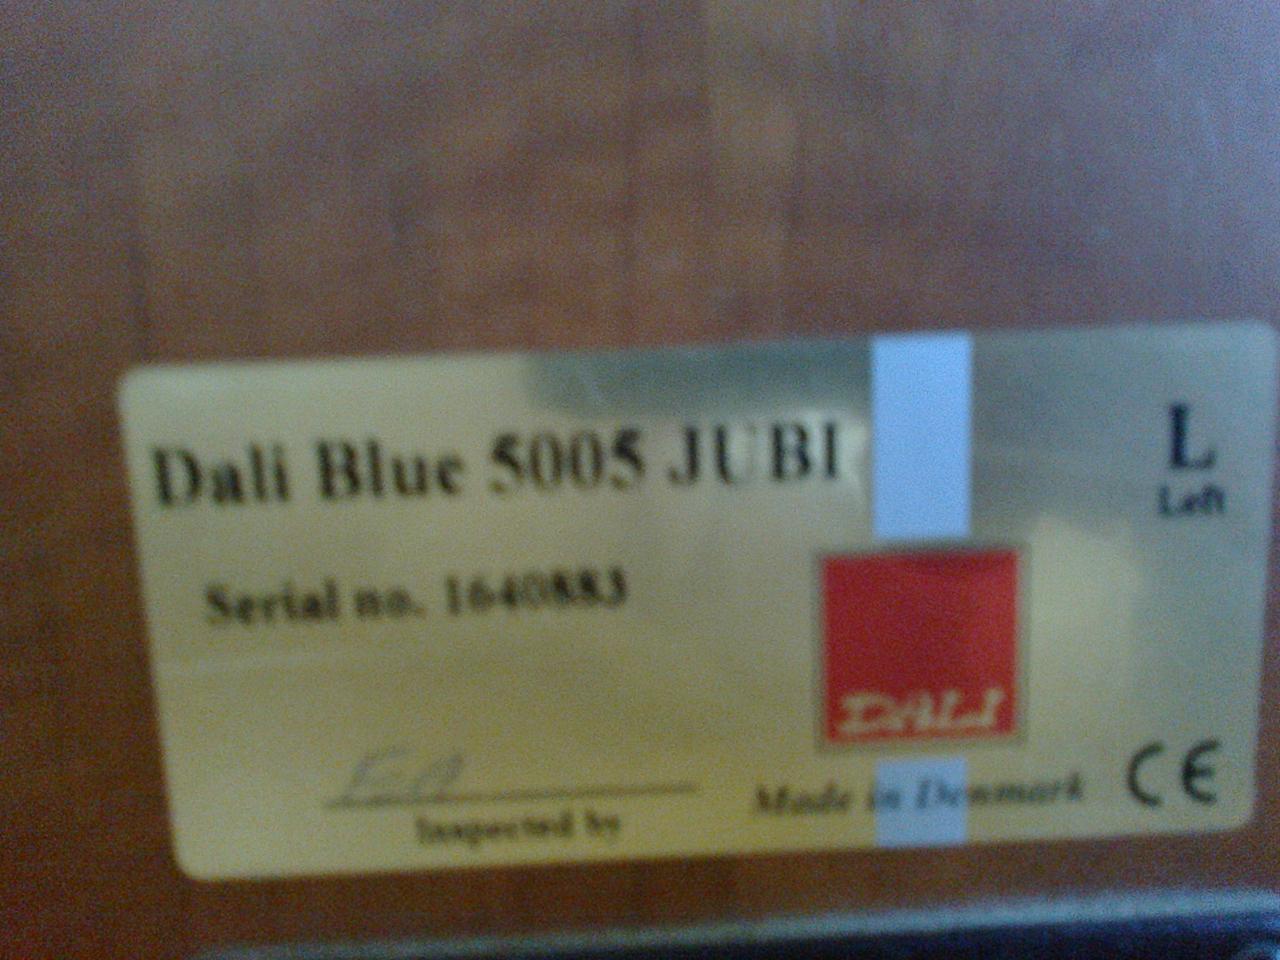 Dali Blue 5005 JUBI
L
Left
Serial no. 1640883
DALI
Inspected by
Made in Denmark
CE